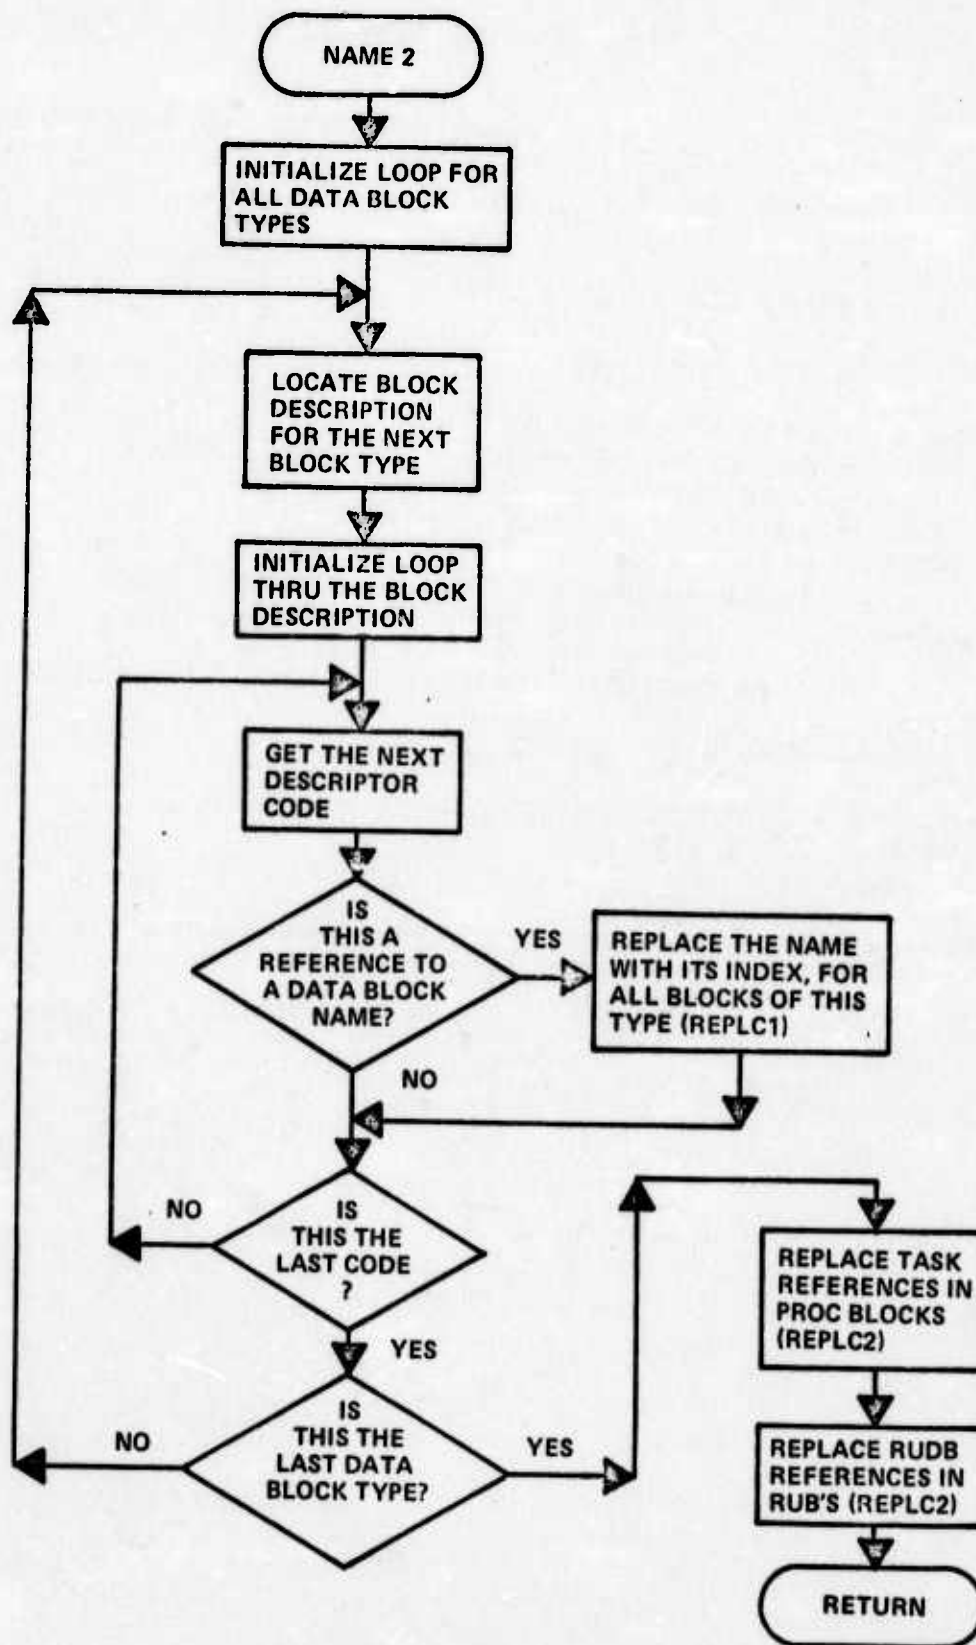 NAME 2
INITIALIZE LOOP FOR
ALL DATA BLOCK
TYPES
LOCATE BLOCK
DESCRIPTION
FOR THE NEXT
BLOCK TYPE
INITIALIZE LOOP
THRU THE BLOCK
DESCRIPTION
GET THE NEXT
DESCRIPTOR
CODE
IS
THIS A
REFERENCE TO
A DATA BLOCK
NAME?
YES
REPLACE THE NAME
WITH ITS INDEX, FOR
ALL BLOCKS OF THIS
TYPE (REPLC1)
NO
IS
THIS THE
LAST CODE
?
NO
YES
IS
THIS THE
LAST DATA
BLOCK TYPE?
NO
YES
REPLACE TASK
REFERENCES IN
PROC BLOCKS
(REPLC2)
REPLACE RUDB
REFERENCES IN
RUB'S (REPLC2)
RETURN